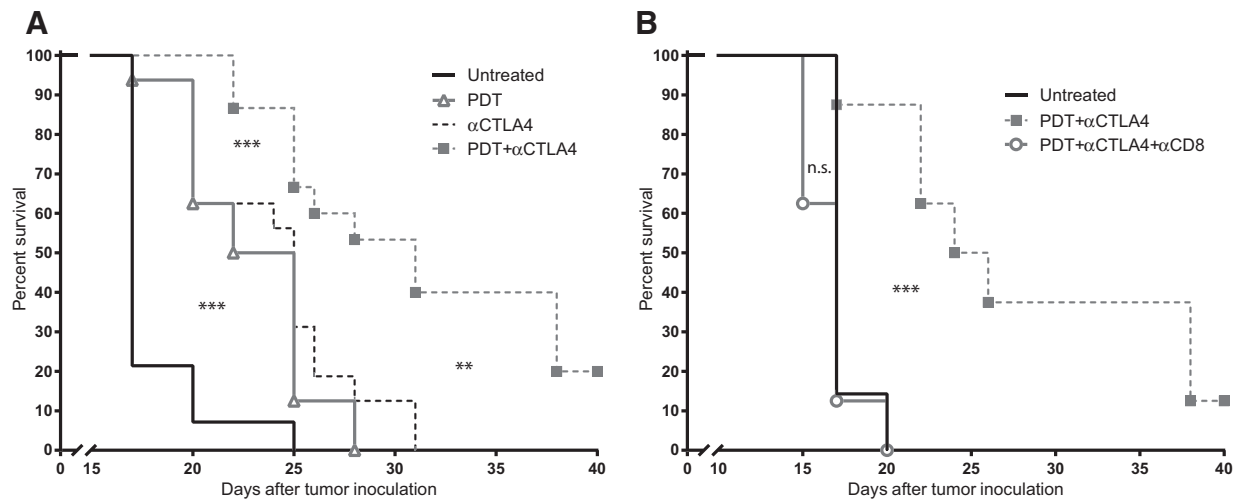 A
100
90
80
70
60
50
40
30
20
10
0
Percent survival
0 15 20 25 30 35 40
Days after tumor inoculation
Untreated
PDT
αCTLA4
PDT+αCTLA4
***
***
**
B
100
90
80
70
60
50
40
30
20
10
0
Percent survival
0 10 15 20 25 30 35 40
Days after tumor inoculation
Untreated
PDT+αCTLA4
PDT+αCTLA4+αCD8
n.s.
***